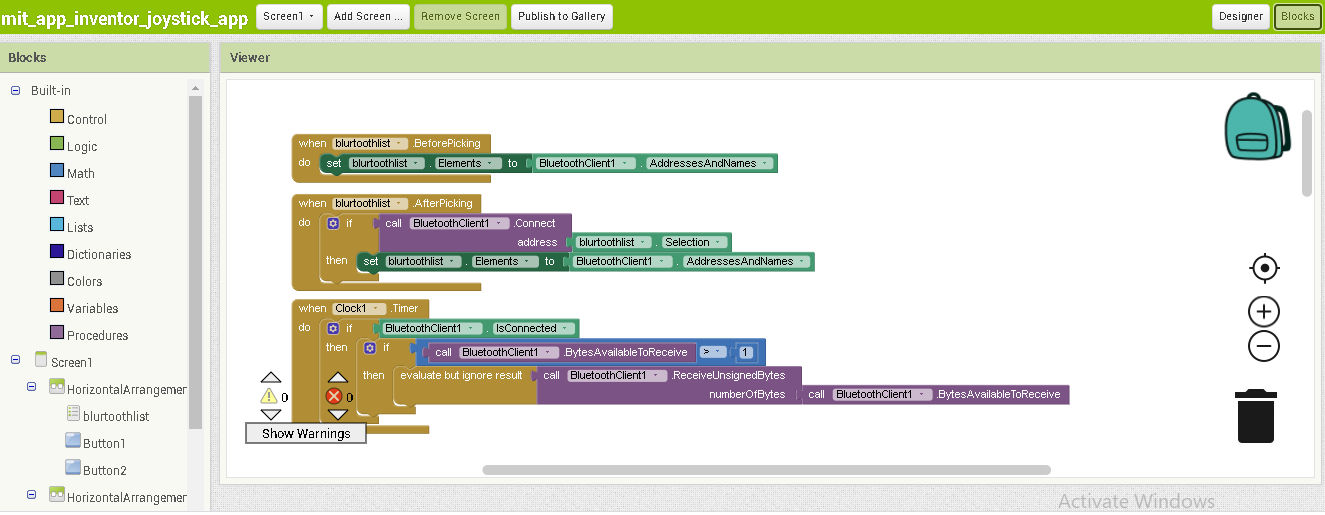 mit_app_inventor_joystick_app Screen1 Add Screen ... Remove Screen Publish to Gallery Designer Blocks
Blocks
Viewer
Built-in
Control
Logic
Math
Text
Lists
Dictionaries
Colors
Variables
Procedures
Screen1
HorizontalArrangemer
blurtoothlist
Button1
Button2
HorizontalArrangemer
when blurtoothlist .BeforePicking
do set blurtoothlist . Elements to BluetoothClient1 . AddressesAndNames
when blurtoothlist .AfterPicking
do if call BluetoothClient1 .Connect
address blurtoothlist . Selection
then set blurtoothlist . Elements to BluetoothClient1 . AddressesAndNames
when Clock1 .Timer
do if BluetoothClient1 . IsConnected
then if call BluetoothClient1 .BytesAvailableToReceive > 1
then evaluate but ignore result call BluetoothClient1 .ReceiveUnsignedBytes
numberOfBytes call BluetoothClient1 .BytesAvailableToReceive
0 0
Show Warnings
Activate Windows